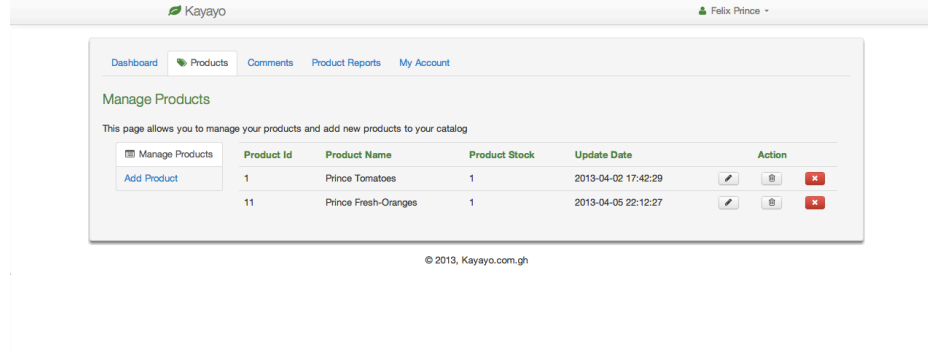 Kayayo Felix Prince
Dashboard Products Comments Product Reports My Account
Manage Products
This page allows you to manage your products and add new products to your catalog
Manage Products Product Id Product Name Product Stock Update Date Action
Add Product 1 Prince Tomatoes 1 2013-04-02 17:42:29
11 Prince Fresh-Oranges 1 2013-04-05 22:12:27
© 2013, Kayayo.com.gh